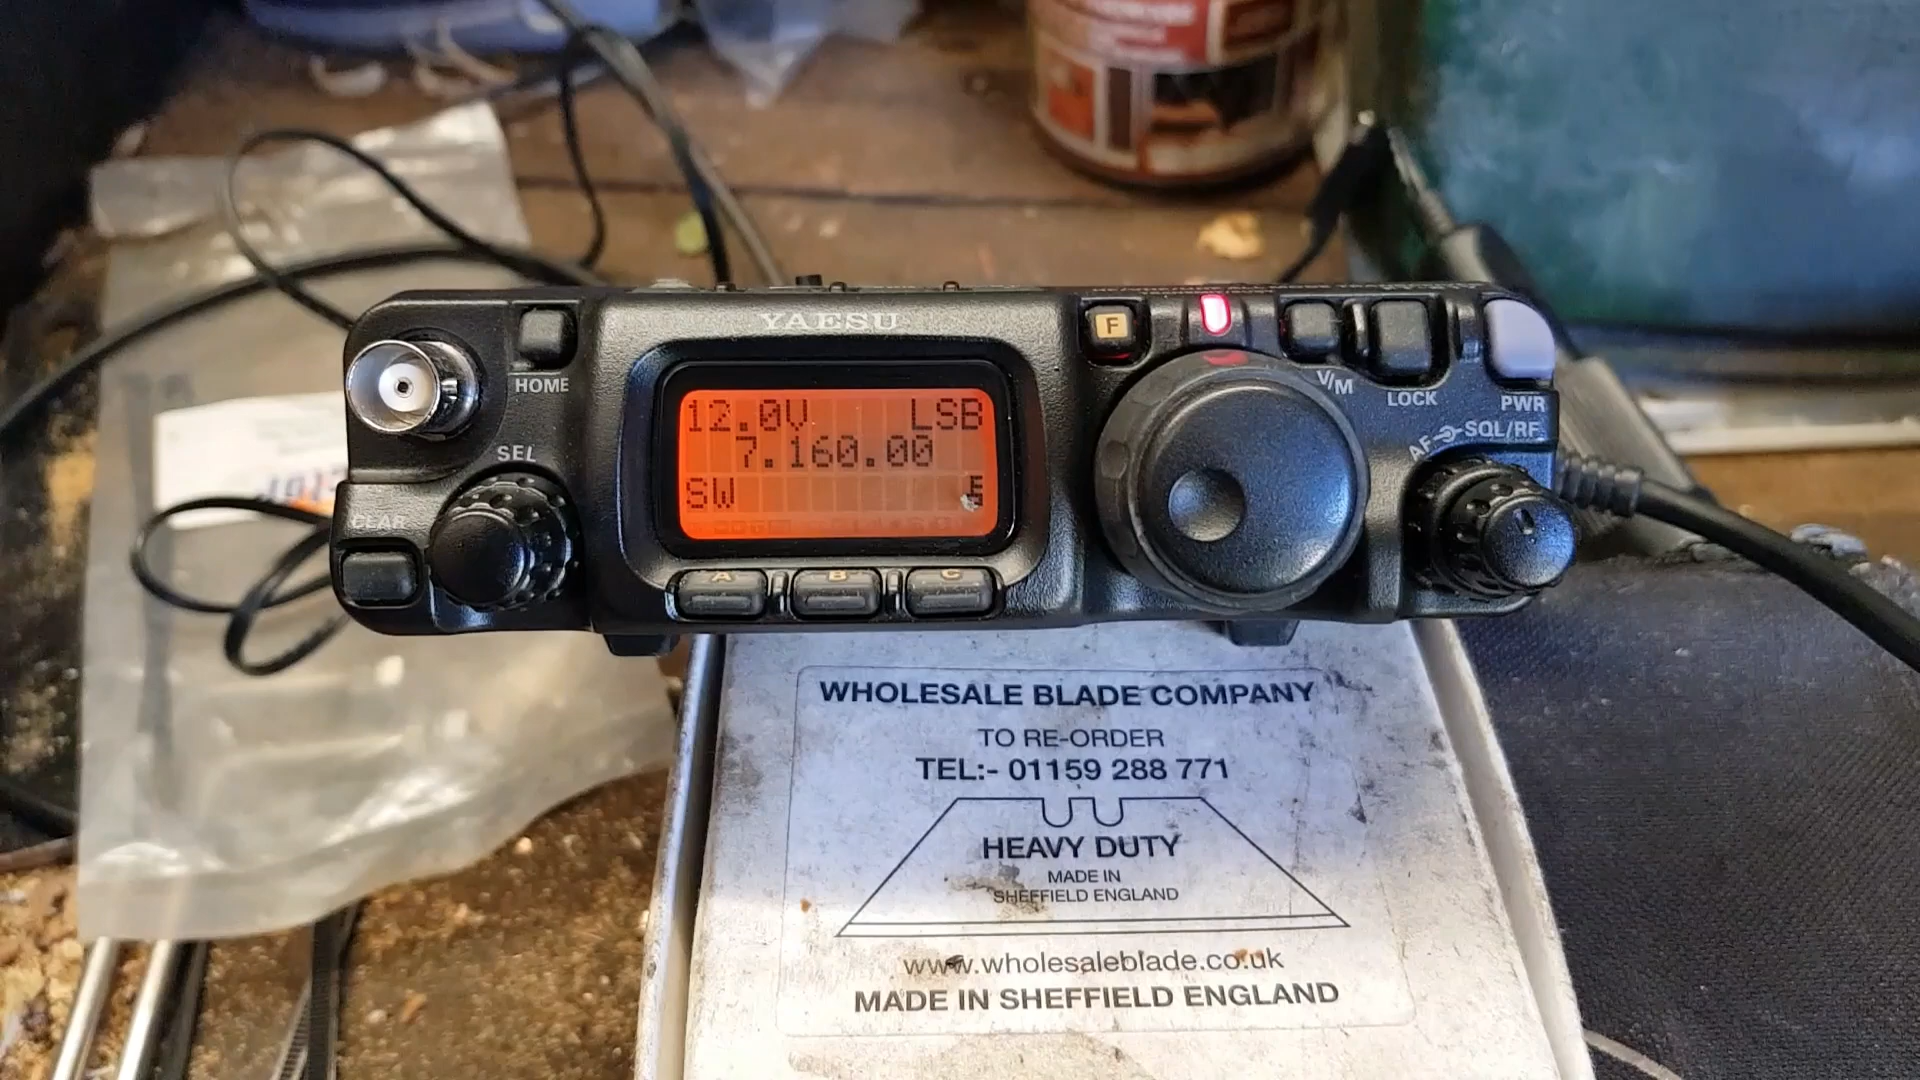 YAESU
F
HOME
V/M
LOCK
PWR
AF SQL/RF
SEL
CLAR
12.0V LSB
7.160.00
SW
A B C
WHOLESALE BLADE COMPANY
TO RE-ORDER
TEL:- 01159 288 771
HEAVY DUTY
MADE IN
SHEFFIELD ENGLAND
www.wholesaleblade.co.uk
MADE IN SHEFFIELD ENGLAND